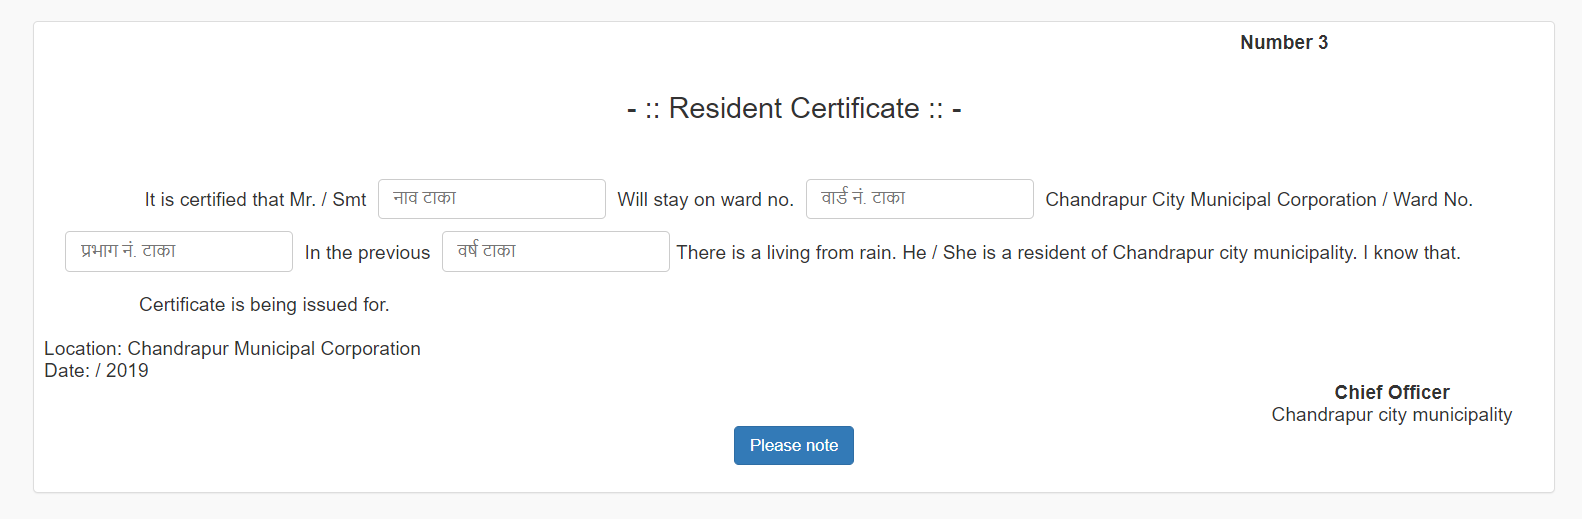 Number 3
- :: Resident Certificate :: -
It is certified that Mr. / Smt नाव टाका Will stay on ward no. वार्ड नं. टाका Chandrapur City Municipal Corporation / Ward No.
प्रभाग नं. टाका In the previous वर्ष टाका There is a living from rain. He / She is a resident of Chandrapur city municipality. I know that.
Certificate is being issued for.
Location: Chandrapur Municipal Corporation
Date: / 2019
Chief Officer
Chandrapur city municipality
Please note